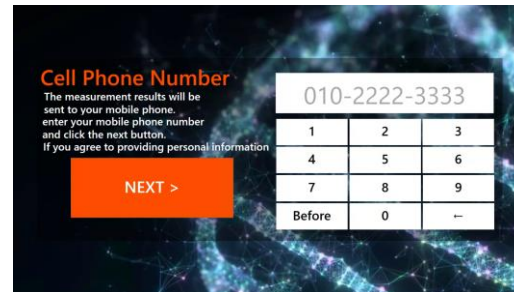 Cell Phone Number
The measurement results will be
sent to your mobile phone.
enter your mobile phone number
and click the next button.
If you agree to providing personal information
NEXT >
010-2222-3333
1 2 3
4 5 6
7 8 9
Before 0 ←